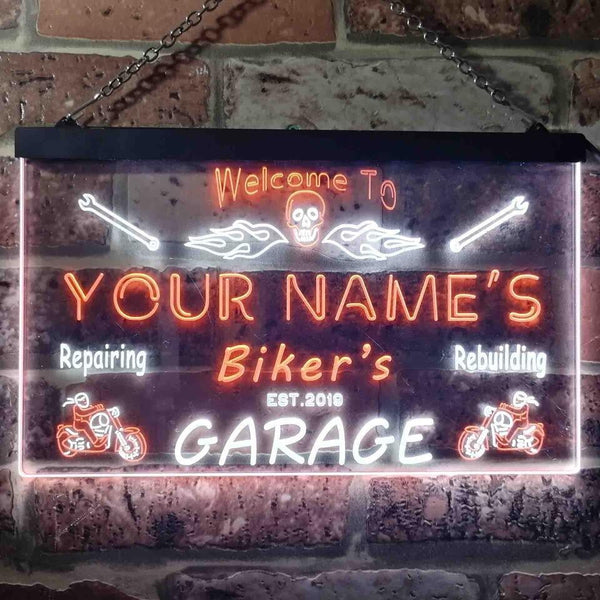 Welcome To
YOUR NAME'S
Repairing
Biker's
Rebuilding
EST.2019
GARAGE